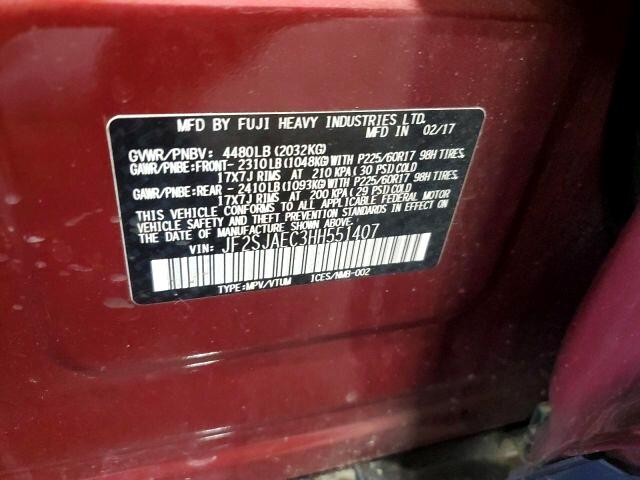 MFD BY FUJI HEAVY INDUSTRIES LTD.
MFD IN 02/17
GVWR/PNBV: 4480LB(2032KG)
GAWR/PNBE:FRONT-2310LB(1048KG)WITH P225/60R17 98H TIRES,
17X7J RIMS AT 210 KPA(30 PSI)COLD
GAWR/PNBE:REAR -2410LB(1093KG)WITH P225/60R17 98H TIRES,
17X7J RIMS AT 200 KPA(29 PSI)COLD
THIS VEHICLE CONFORMS TO ALL APPLICABLE FEDERAL MOTOR
VEHICLE SAFETY AND THEFT PREVENTION STANDARDS IN EFFECT ON
THE DATE OF MANUFACTURE SHOWN ABOVE.
VIN: JF2SJAEC3HH551407
TYPE:MPV/VTUM ICES/NMB-002